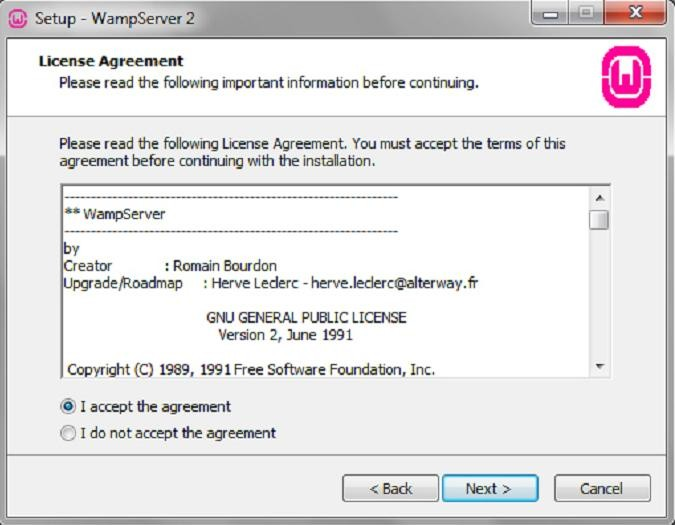 Setup - WampServer 2
License Agreement
Please read the following important information before continuing.
Please read the following License Agreement. You must accept the terms of this
agreement before continuing with the installation.
------------------------------------------------------------------
** WampServer
------------------------------------------------------------------
by
Creator : Romain Bourdon
Upgrade/Roadmap : Herve Leclerc - herve.leclerc@alterway.fr
GNU GENERAL PUBLIC LICENSE
Version 2, June 1991
Copyright (C) 1989, 1991 Free Software Foundation, Inc.
I accept the agreement
I do not accept the agreement
< Back Next > Cancel